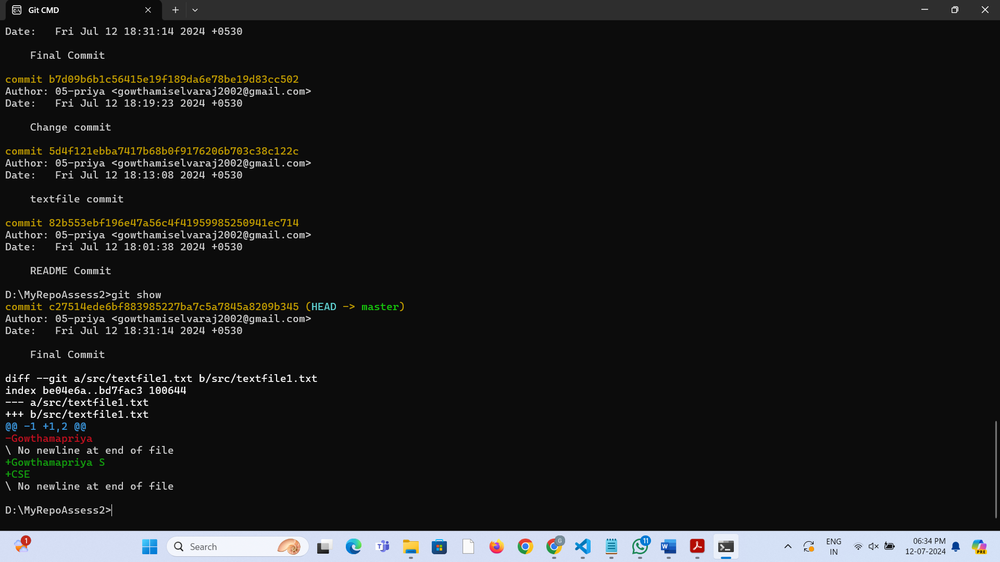 Git CMD
Date:   Fri Jul 12 18:31:14 2024 +0530
    Final Commit
commit b7d09b6b1c56415e19f189da6e78be19d83cc502
Author: 05-priya <gowthamiselvaraj2002@gmail.com>
Date:   Fri Jul 12 18:19:23 2024 +0530
    Change commit
commit 5d4f121ebba7417b68b0f9176206b703c38c122c
Author: 05-priya <gowthamiselvaraj2002@gmail.com>
Date:   Fri Jul 12 18:13:08 2024 +0530
    textfile commit
commit 82b553ebf196e47a56c4f41959985250941ec714
Author: 05-priya <gowthamiselvaraj2002@gmail.com>
Date:   Fri Jul 12 18:01:38 2024 +0530
    README Commit
D:\MyRepoAssess2>git show
commit c27514ede6bf883985227ba7c5a7845a8209b345 (HEAD -> master)
Author: 05-priya <gowthamiselvaraj2002@gmail.com>
Date:   Fri Jul 12 18:31:14 2024 +0530
    Final Commit
diff --git a/src/textfile1.txt b/src/textfile1.txt
index be04e6a..bd7fac3 100644
--- a/src/textfile1.txt
+++ b/src/textfile1.txt
@@ -1 +1,2 @@
-Gowthamapriya
\ No newline at end of file
+Gowthamapriya S
+CSE
\ No newline at end of file
D:\MyRepoAssess2>
1
Search
T
G
11
W
ENG
IN
06:34 PM
12-07-2024
PRE